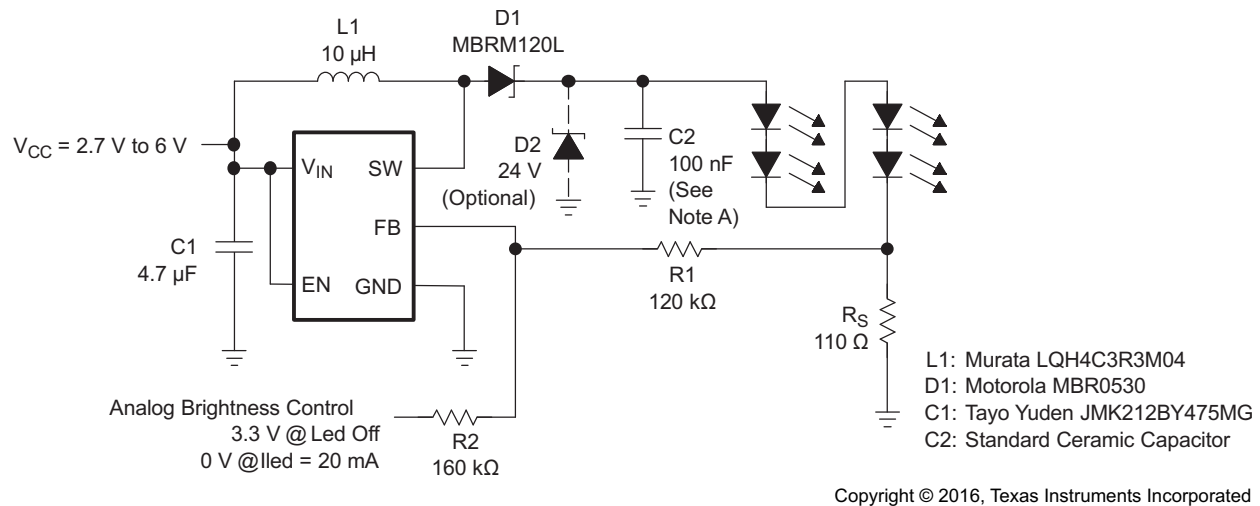 L1
10 µH
D1
MBRM120L
V_CC = 2.7 V to 6 V
V_IN
SW
FB
EN
GND
C1
4.7 µF
D2
24 V
(Optional)
C2
100 nF
(See
Note A)
R1
120 kΩ
R_S
110 Ω
Analog Brightness Control
3.3 V @ Led Off
0 V @ Iled = 20 mA
R2
160 kΩ
L1: Murata LQH4C3R3M04
D1: Motorola MBR0530
C1: Tayo Yuden JMK212BY475MG
C2: Standard Ceramic Capacitor
Copyright © 2016, Texas Instruments Incorporated